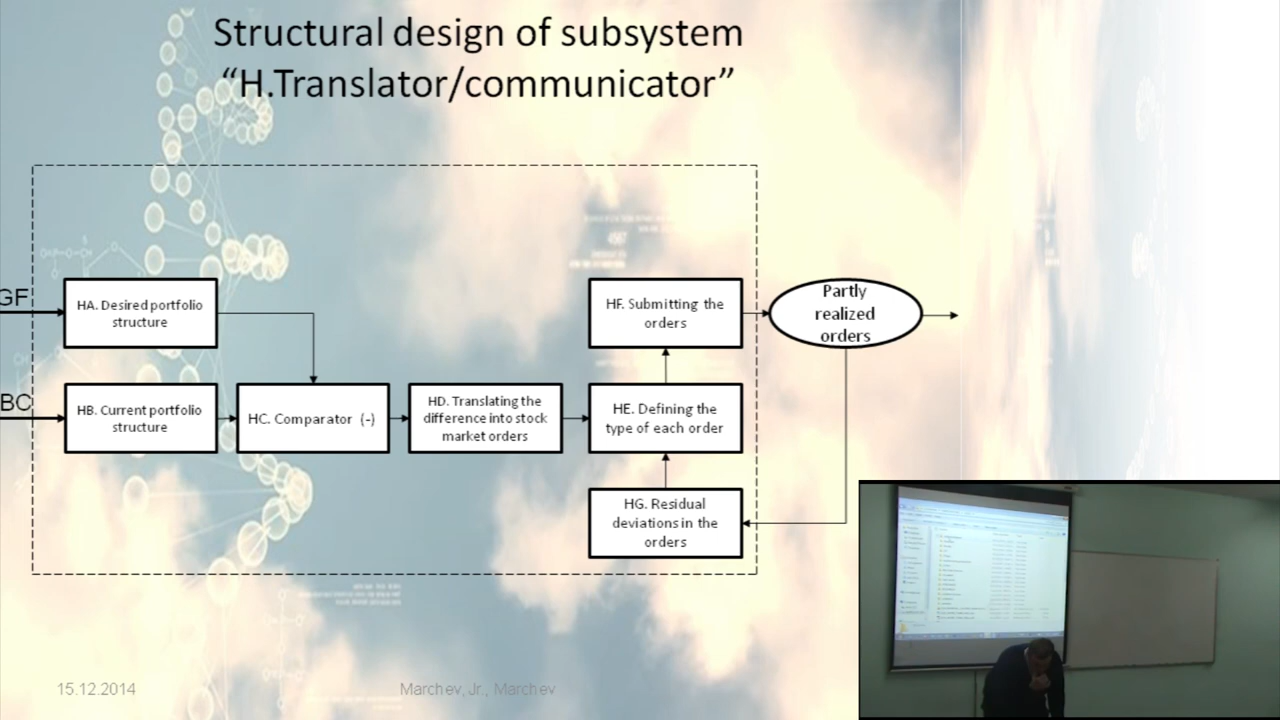 Structural design of subsystem
“H.Translator/communicator”
GF
HA. Desired portfolio
structure
HF. Submitting the
orders
Partly
realized
orders
BC
HB. Current portfolio
structure
HC. Comparator (-)
HD. Translating the
difference into stock
market orders
HE. Defining the
type of each order
HG. Residual
deviations in the
orders
15.12.2014
Marchev, Jr., Marchev